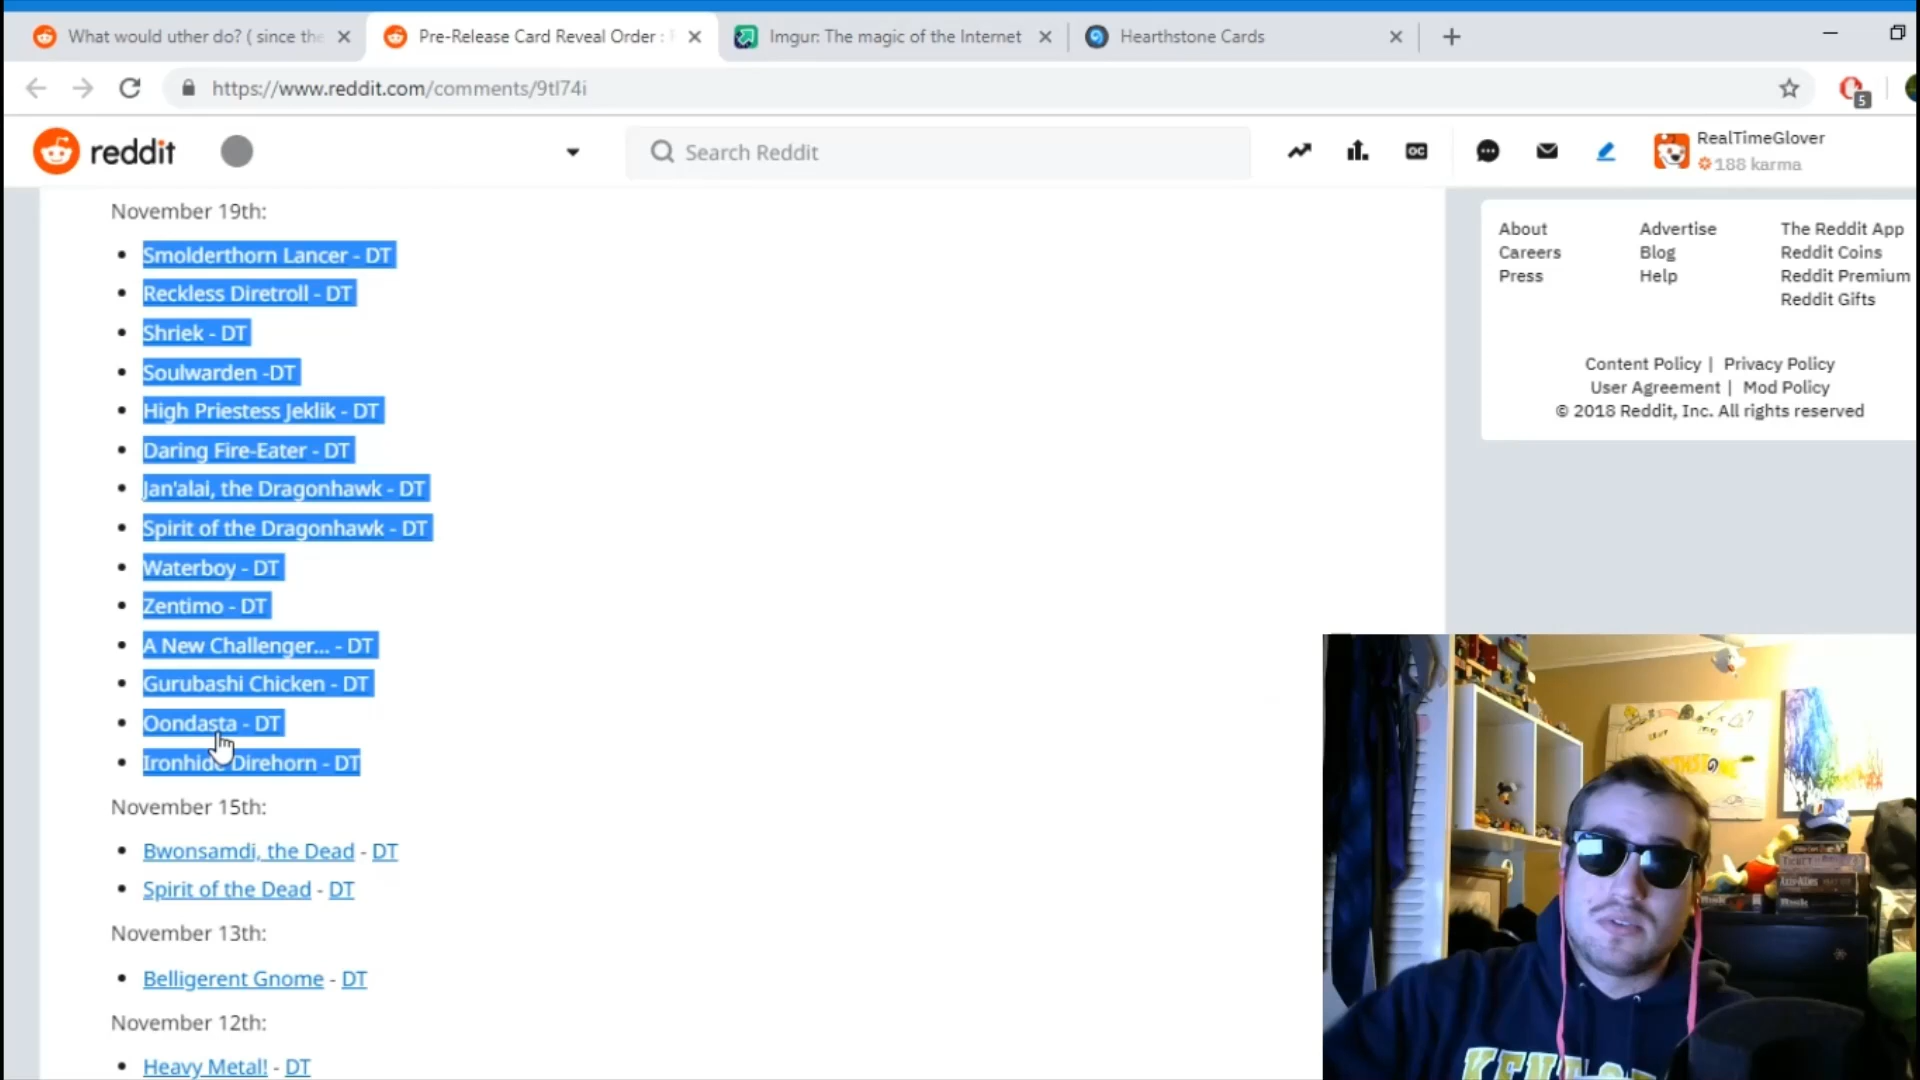 What would uther do? ( since the
Pre-Release Card Reveal Order :
Imgur: The magic of the Internet
Hearthstone Cards
https://www.reddit.com/comments/9tl74i
5
reddit
Search Reddit
OC
RealTimeGlover
188 karma
November 19th:
Smolderthorn Lancer - DT
Reckless Diretroll - DT
Shriek - DT
Soulwarden -DT
High Priestess Jeklik - DT
Daring Fire-Eater - DT
Jan'alai, the Dragonhawk - DT
Spirit of the Dragonhawk - DT
Waterboy - DT
Zentimo - DT
A New Challenger... - DT
Gurubashi Chicken - DT
Oondasta - DT
Ironhide Direhorn - DT
November 15th:
Bwonsamdi, the Dead - DT
Spirit of the Dead - DT
November 13th:
Belligerent Gnome - DT
November 12th:
Heavy Metal! - DT
About
Advertise
The Reddit App
Careers
Blog
Reddit Coins
Press
Help
Reddit Premium
Reddit Gifts
Content Policy | Privacy Policy
User Agreement | Mod Policy
© 2018 Reddit, Inc. All rights reserved